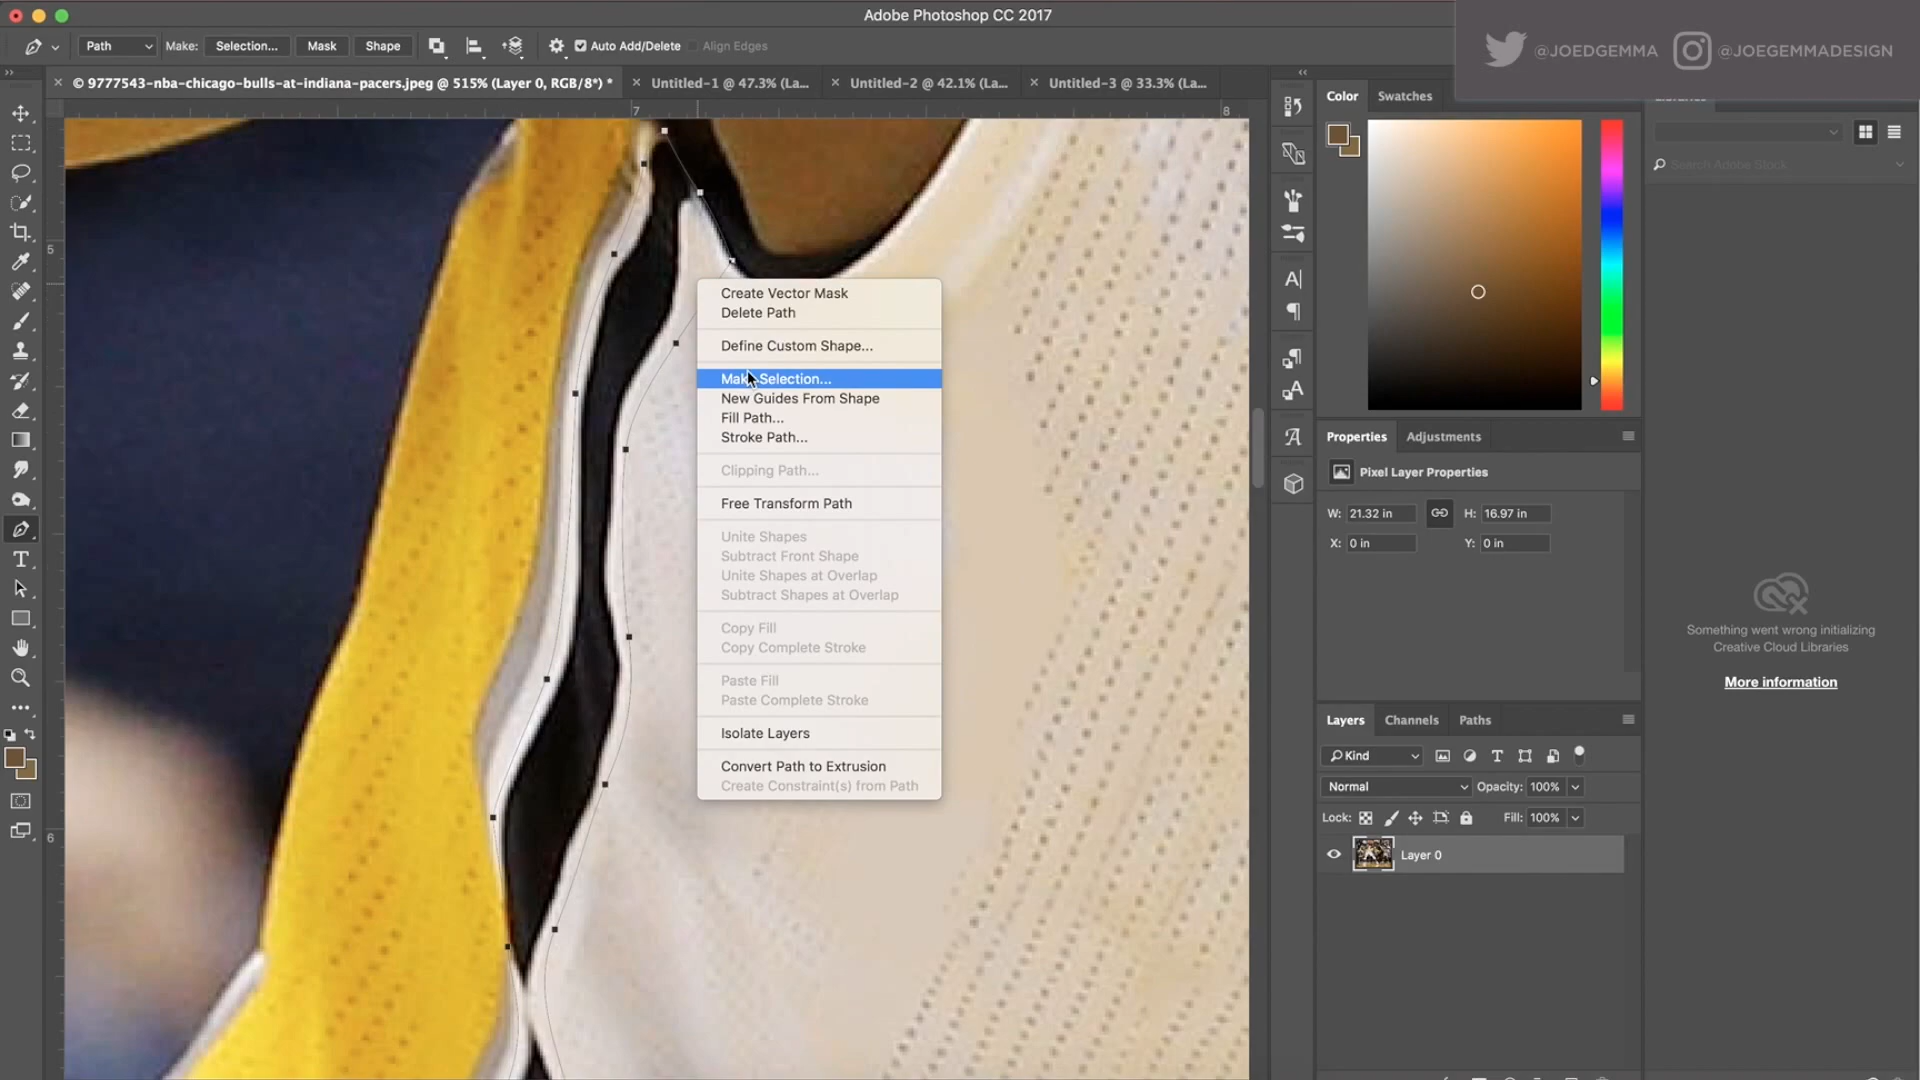 Adobe Photoshop CC 2017
@JOEDGEMMA
@JOEGEMMADESIGN
Path
Make:
Selection...
Mask
Shape
Auto Add/Delete
Align Edges
© 9777543-nba-chicago-bulls-at-indiana-pacers.jpeg @ 515% (Layer 0, RGB/8*) *
Untitled-1 @ 47.3% (La...
Untitled-2 @ 42.1% (La...
Untitled-3 @ 33.3% (La...
7
8
5
6
Create Vector Mask
Delete Path
Define Custom Shape...
Make Selection...
New Guides From Shape
Fill Path...
Stroke Path...
Clipping Path...
Free Transform Path
Unite Shapes
Subtract Front Shape
Unite Shapes at Overlap
Subtract Shapes at Overlap
Copy Fill
Copy Complete Stroke
Paste Fill
Paste Complete Stroke
Isolate Layers
Convert Path to Extrusion
Create Constraint(s) from Path
Color
Swatches
Search Adobe Stock
Properties
Adjustments
Pixel Layer Properties
W: 21.32 in
H: 16.97 in
X: 0 in
Y: 0 in
Something went wrong initializing
Creative Cloud Libraries
More information
Layers
Channels
Paths
Kind
Normal
Opacity: 100%
Lock:
Fill: 100%
Layer 0